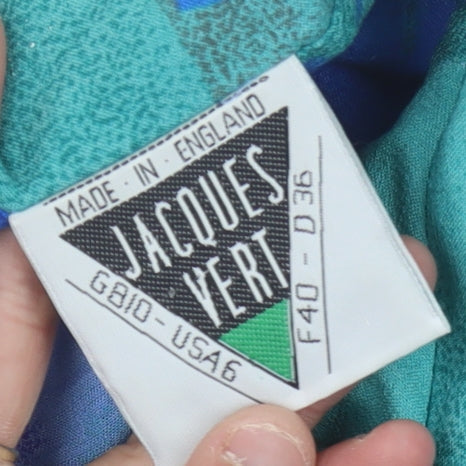 MADE · IN · ENGLAND
JACQUES
VERT
GB10 - USA6
F40 - D36